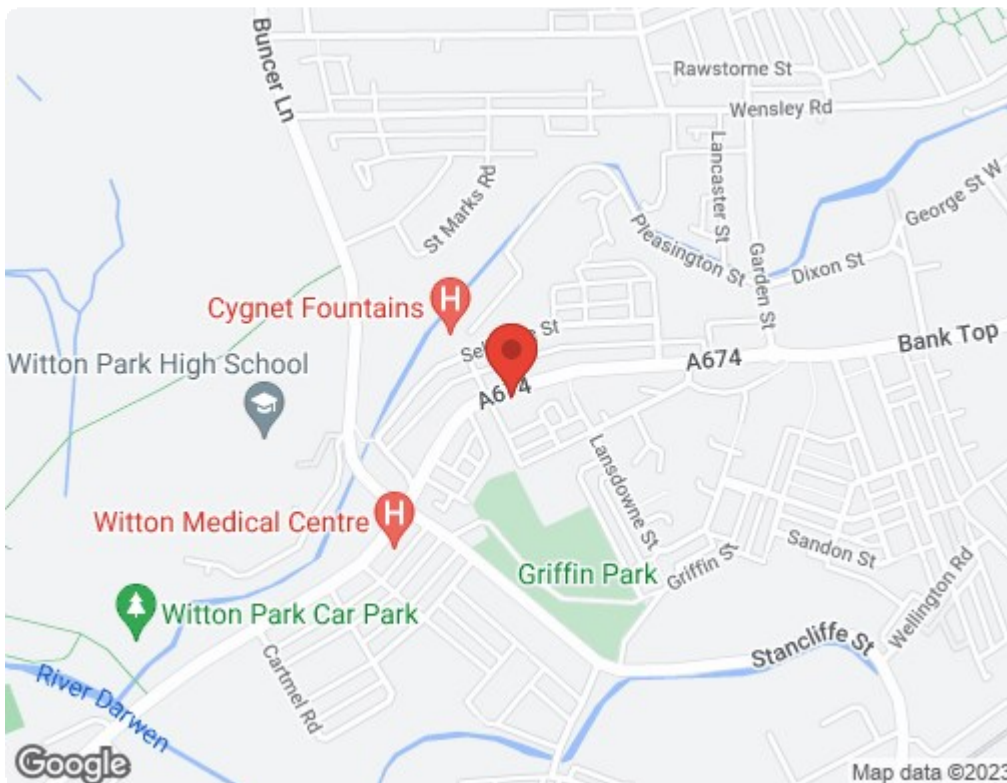 Buncer Ln
Rawstorne St
Wensley Rd
Lancaster St
St Marks Rd
George St W
Pleasington St
Garden St
Dixon St
Cygnet Fountains
H
St
Bank Top
Witton Park High School
A674
A674
Lansdowne St
Witton Medical Centre
H
Sandon St
Griffin St
Griffin Park
Wellington Rd
Witton Park Car Park
Stancliffe St
Cartmel Rd
River Darwen
Google
Map data ©2023